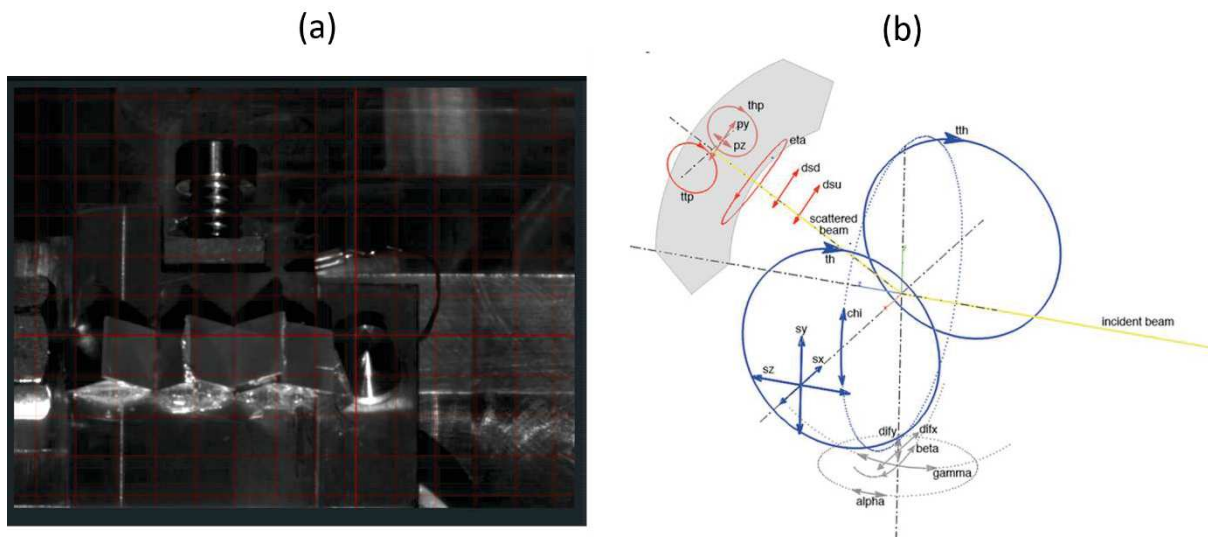 (a)
(b)
thp
py
pz
eta
ttp
dsd
dsu
scattered
beam
tth
th
chi
sy
sx
sz
incident beam
dify
difx
beta
gamma
alpha